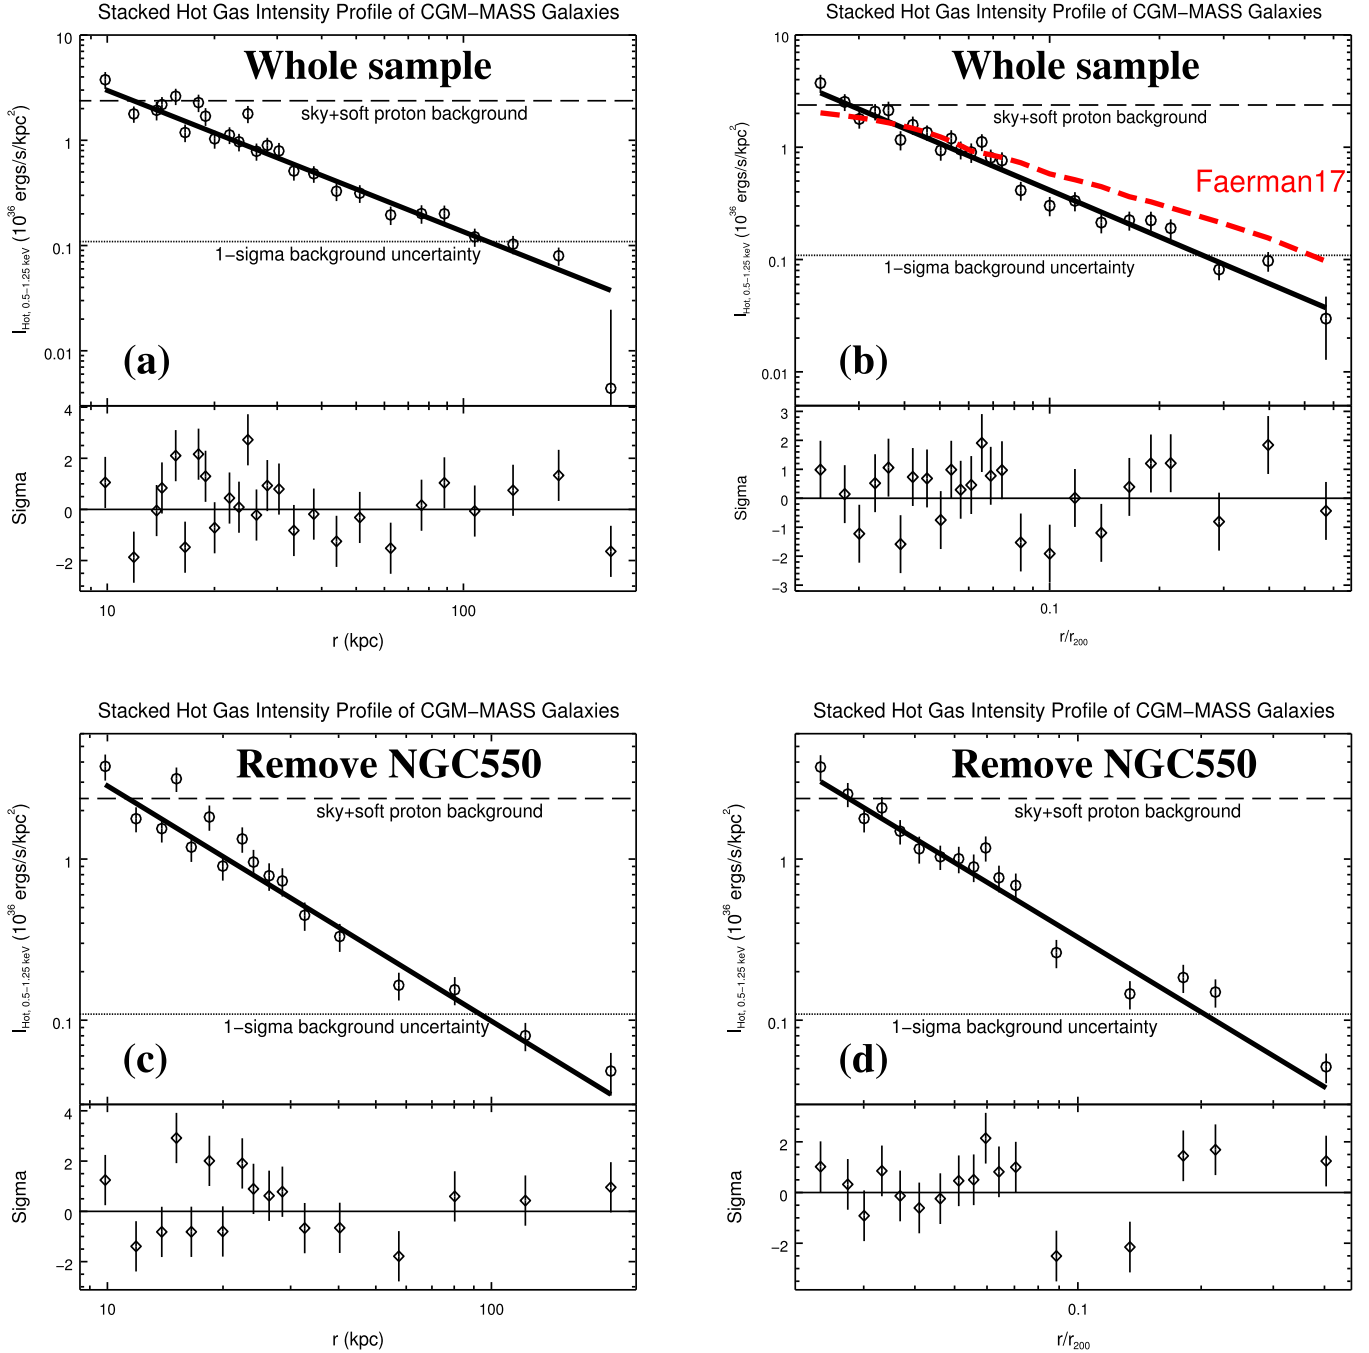 Stacked Hot Gas Intensity Profile of CGM−MASS Galaxies
Whole sample
sky+soft proton background
1−sigma background uncertainty
(a)
I Hot, 0.5−1.25 keV (10^36 ergs/s/kpc^2)
10
1
0.1
0.01
Sigma
4
2
0
−2
10
100
r (kpc)
Stacked Hot Gas Intensity Profile of CGM−MASS Galaxies
Whole sample
sky+soft proton background
Faerman17
1−sigma background uncertainty
(b)
I Hot, 0.5−1.25 keV (10^36 ergs/s/kpc^2)
10
1
0.1
0.01
Sigma
3
2
1
0
−1
−2
−3
0.1
r/r200
Stacked Hot Gas Intensity Profile of CGM−MASS Galaxies
Remove NGC550
sky+soft proton background
1−sigma background uncertainty
(c)
I Hot, 0.5−1.25 keV (10^36 ergs/s/kpc^2)
1
0.1
Sigma
4
2
0
−2
10
100
r (kpc)
Stacked Hot Gas Intensity Profile of CGM−MASS Galaxies
Remove NGC550
sky+soft proton background
1−sigma background uncertainty
(d)
I Hot, 0.5−1.25 keV (10^36 ergs/s/kpc^2)
1
0.1
Sigma
2
0
−2
0.1
r/r200